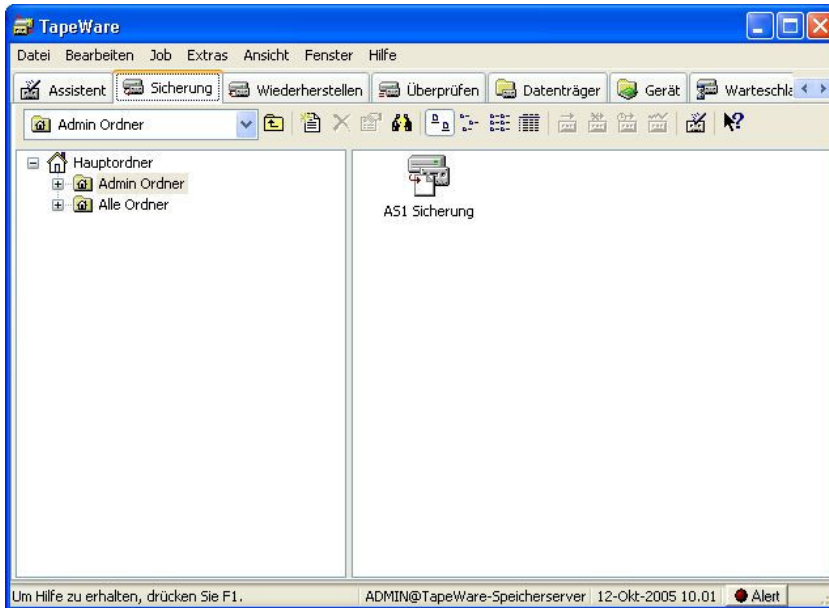 TapeWare
Datei Bearbeiten Job Extras Ansicht Fenster Hilfe
Assistent Sicherung Wiederherstellen Überprüfen Datenträger Gerät Warteschla
Admin Ordner
Hauptordner
Admin Ordner
Alle Ordner
AS1 Sicherung
Um Hilfe zu erhalten, drücken Sie F1. ADMIN@TapeWare-Speicherserver 12-Okt-2005 10.01 Alert